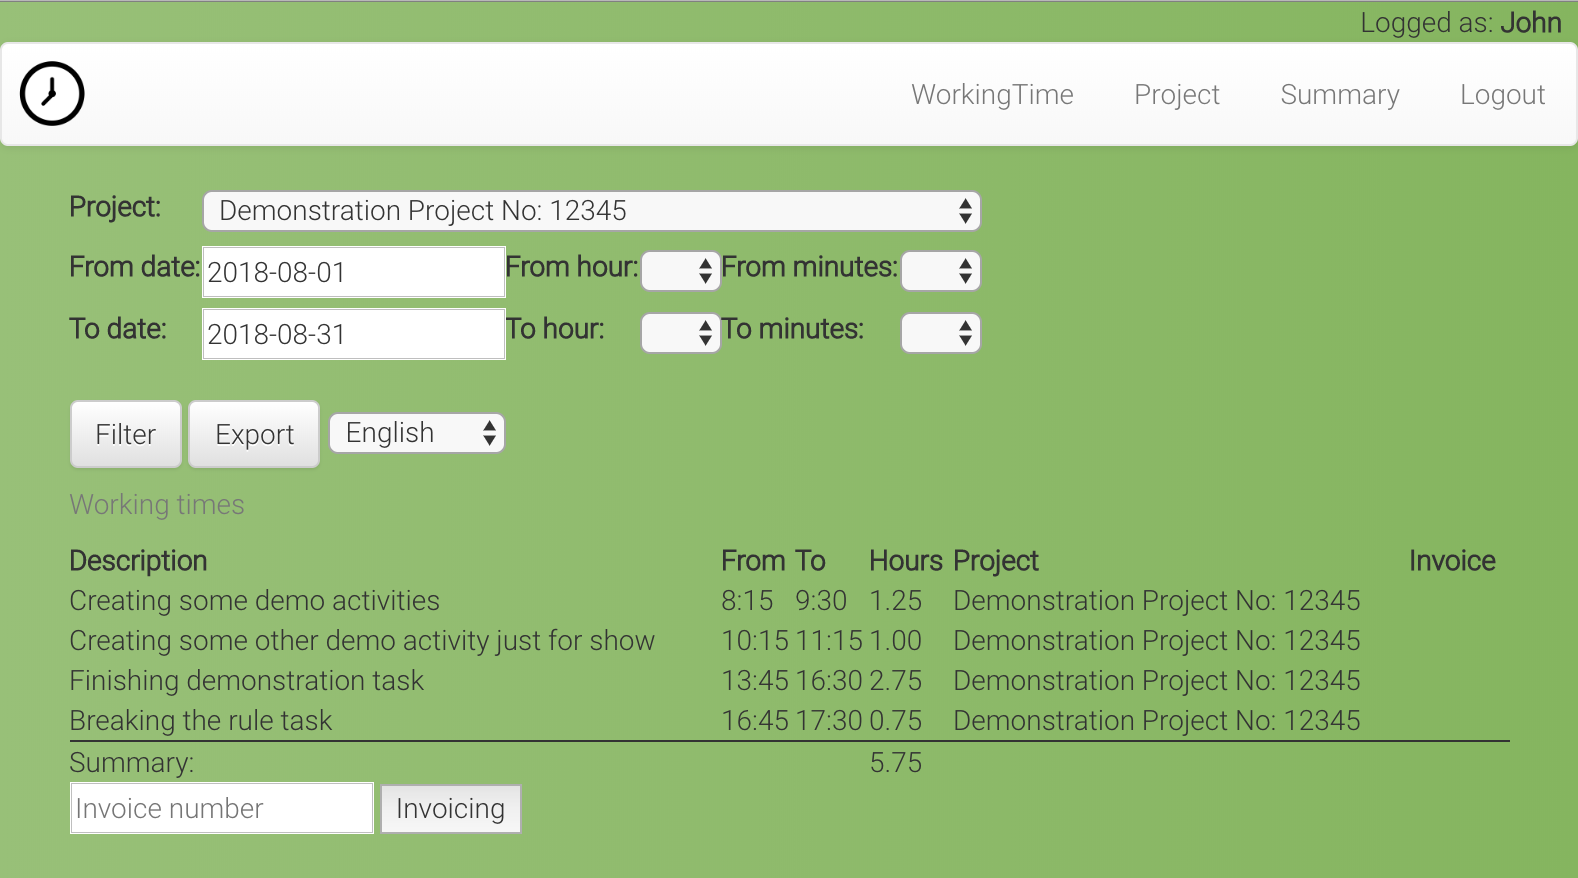 Logged as: John
WorkingTime Project Summary Logout
Project: Demonstration Project No: 12345
From date: 2018-08-01 From hour: From minutes:
To date: 2018-08-31 To hour: To minutes:
Filter Export English
Working times
Description From To Hours Project Invoice
Creating some demo activities 8:15 9:30 1.25 Demonstration Project No: 12345
Creating some other demo activity just for show 10:15 11:15 1.00 Demonstration Project No: 12345
Finishing demonstration task 13:45 16:30 2.75 Demonstration Project No: 12345
Breaking the rule task 16:45 17:30 0.75 Demonstration Project No: 12345
Summary: 5.75
Invoice number Invoicing